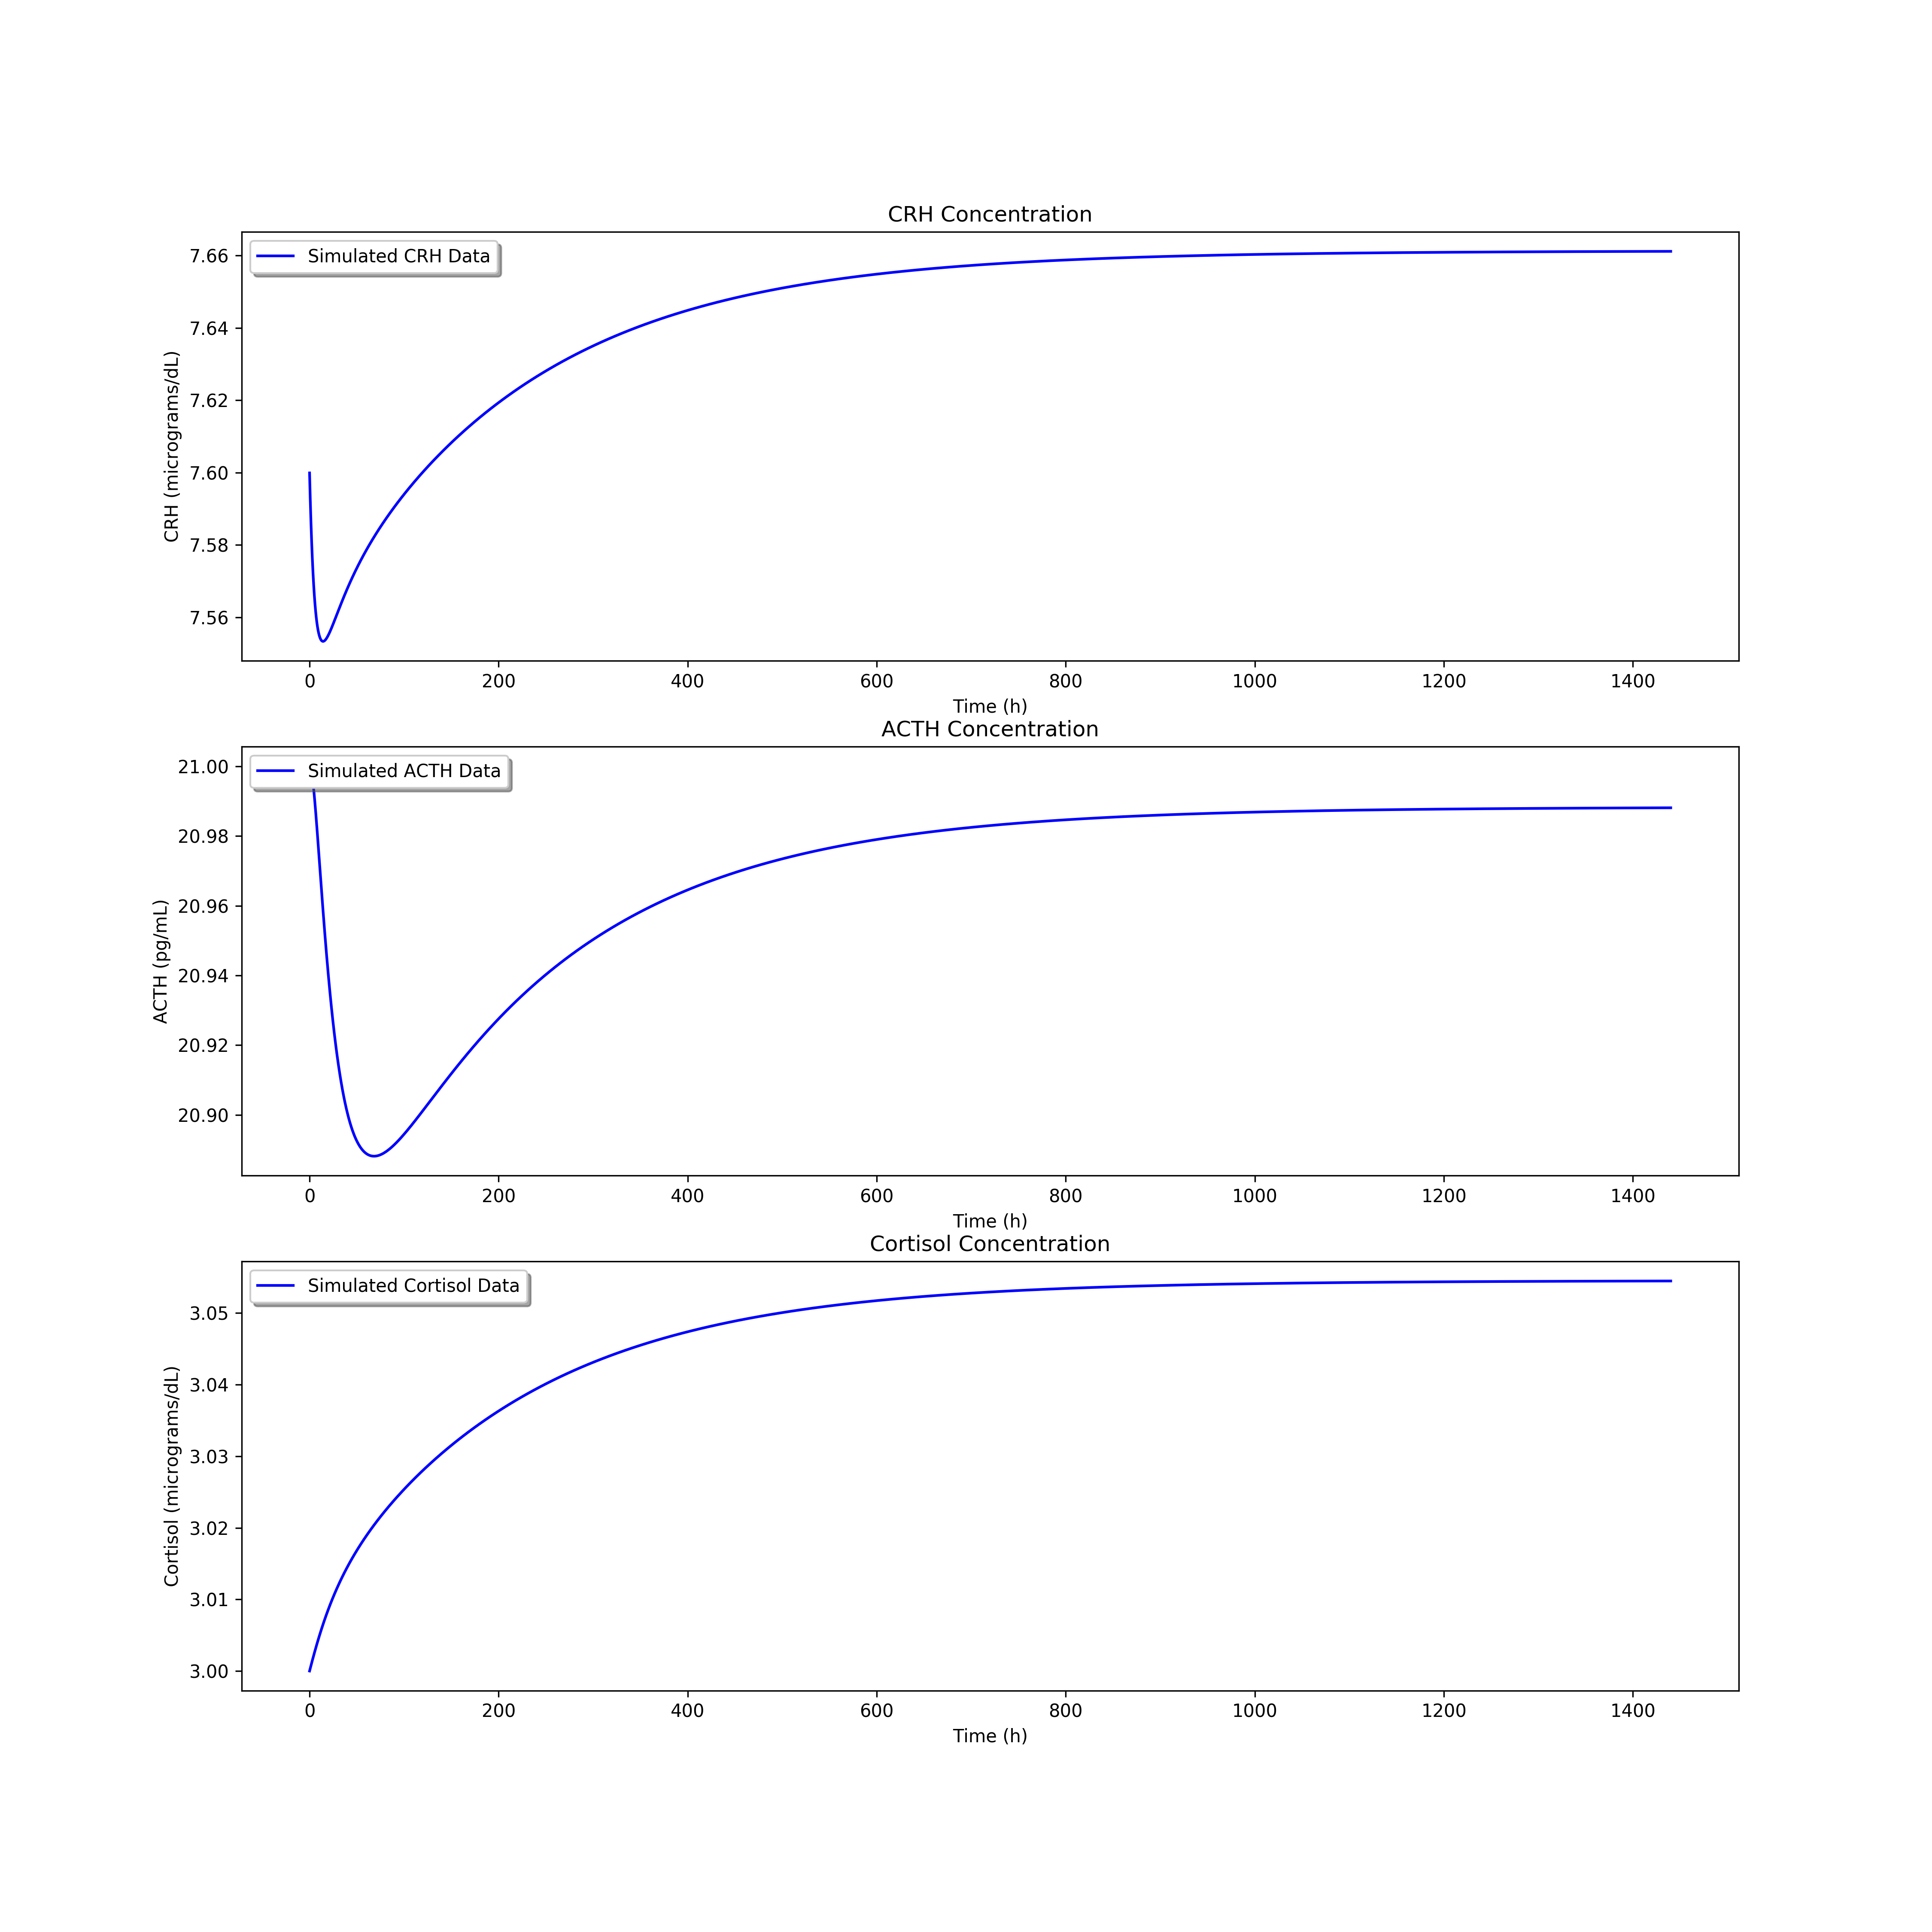 CRH Concentration
Simulated CRH Data
CRH (micrograms/dL)
7.66
7.64
7.62
7.60
7.58
7.56
0 200 400 600 800 1000 1200 1400
Time (h)
ACTH Concentration
Simulated ACTH Data
ACTH (pg/mL)
21.00
20.98
20.96
20.94
20.92
20.90
0 200 400 600 800 1000 1200 1400
Time (h)
Cortisol Concentration
Simulated Cortisol Data
Cortisol (micrograms/dL)
3.05
3.04
3.03
3.02
3.01
3.00
0 200 400 600 800 1000 1200 1400
Time (h)